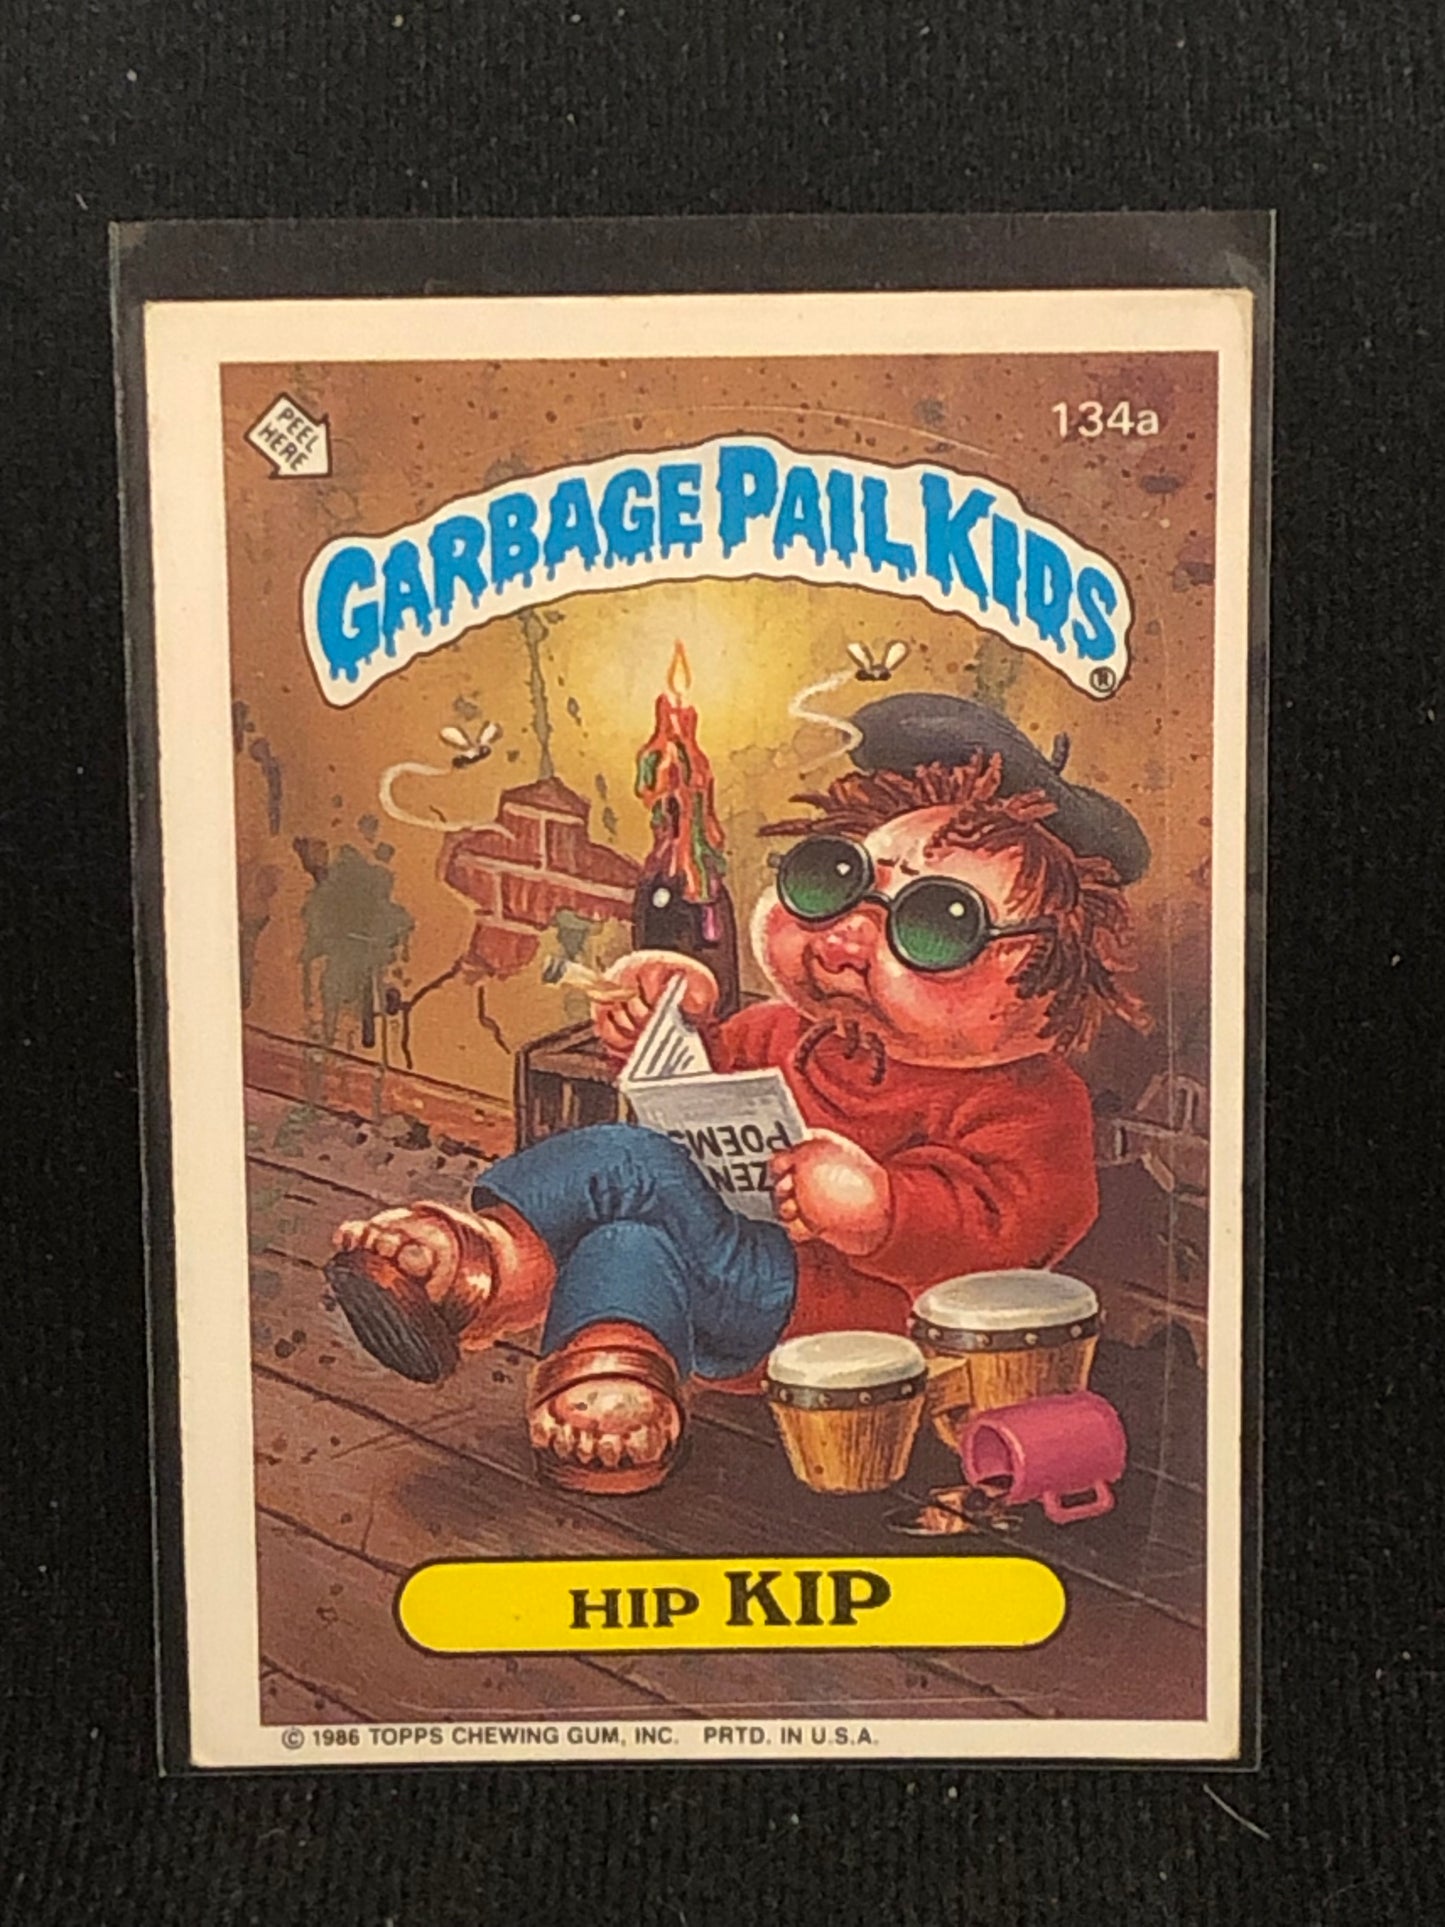 PEEL
HERE
134a
GARBAGE PAIL KIDS
®
ZEN
POEMS
HIP KIP
© 1986 TOPPS CHEWING GUM, INC. PRTD. IN U.S.A.